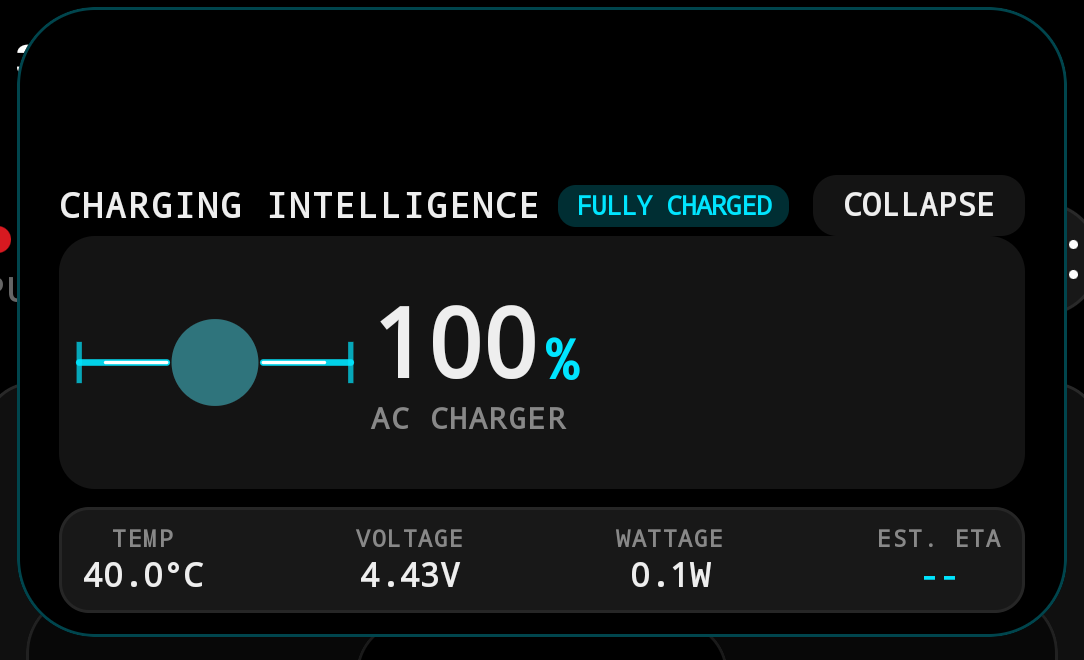 CHARGING INTELLIGENCE FULLY CHARGED COLLAPSE
100%
AC CHARGER
TEMP VOLTAGE WATTAGE EST. ETA
40.0°C 4.43V 0.1W --